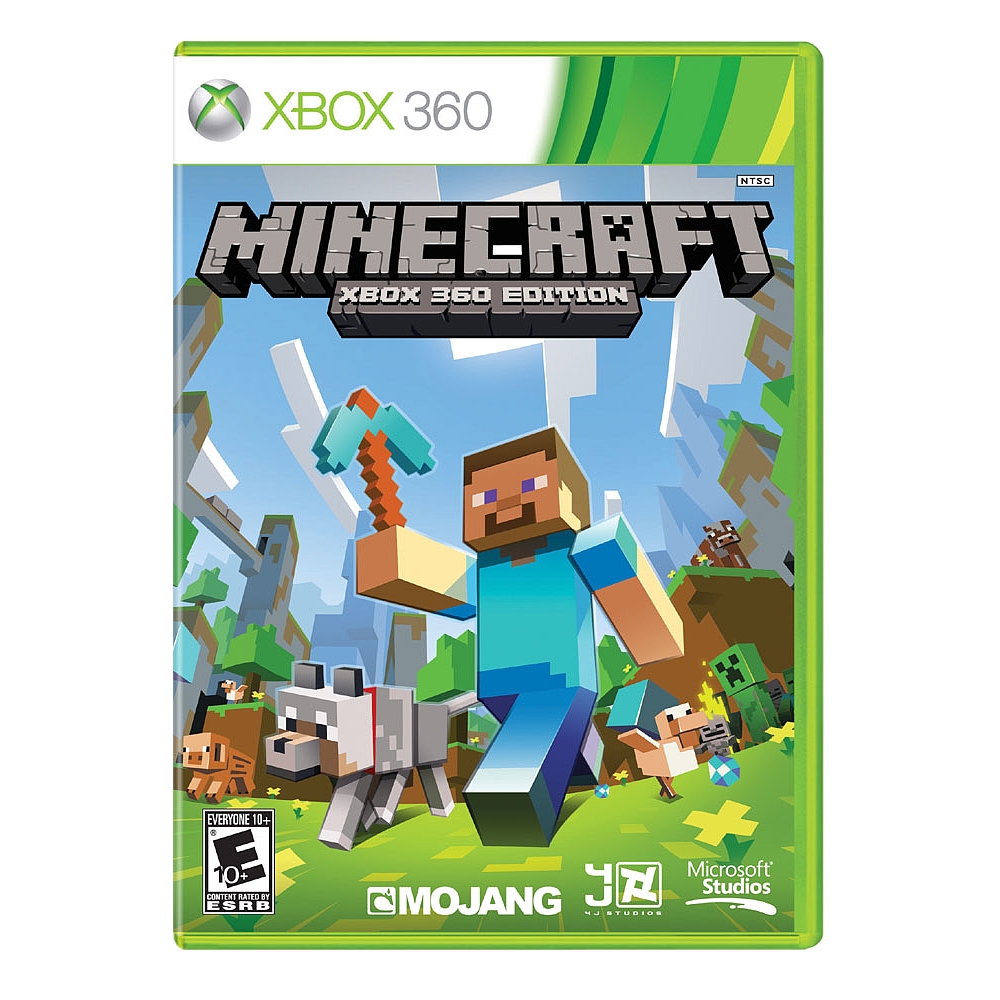 XBOX 360
NTSC
MINECRAFT
XBOX 360 EDITION
EVERYONE 10+
®
E
10+
CONTENT RATED BY
ESRB
MOJANG
4J
4J STUDIOS
Microsoft®
Studios